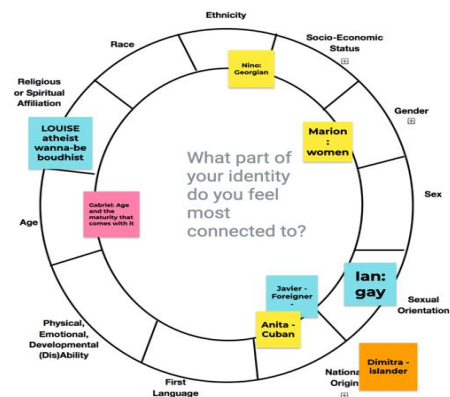 Ethnicity
Race
Socio-Economic
Status
Nino:
Georgian
Religious
or Spiritual
Affiliation
Gender
LOUISE
atheist
wanna-be
boudhist
Marion
:
women
What part of
your identity
do you feel
most
connected to?
Sex
Gabriel: Age
and the
maturity that
comes with it
Age
Ian:
gay
Javier -
Foreigner
-
Sexual
Orientation
Anita -
Cuban
Physical,
Emotional,
Developmental
(Dis)Ability
Dimitra -
islander
Nationa
Origin
First
Language